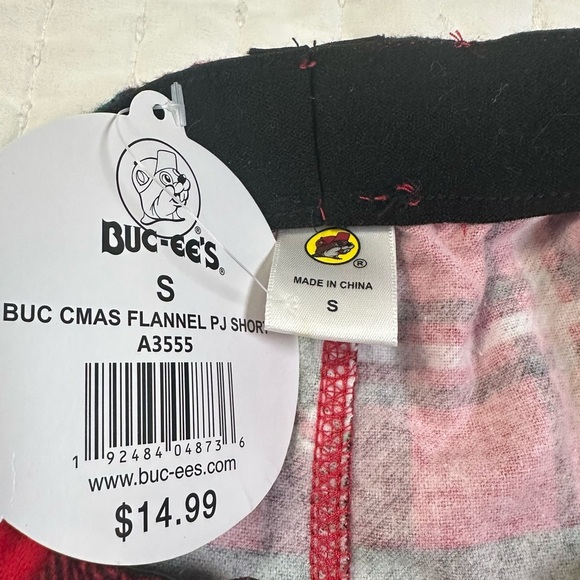 BUC-EE'S®
S
BUC CMAS FLANNEL PJ SHORT
A3555
1 92484 04873 6
www.buc-ees.com
$14.99
®
MADE IN CHINA
S